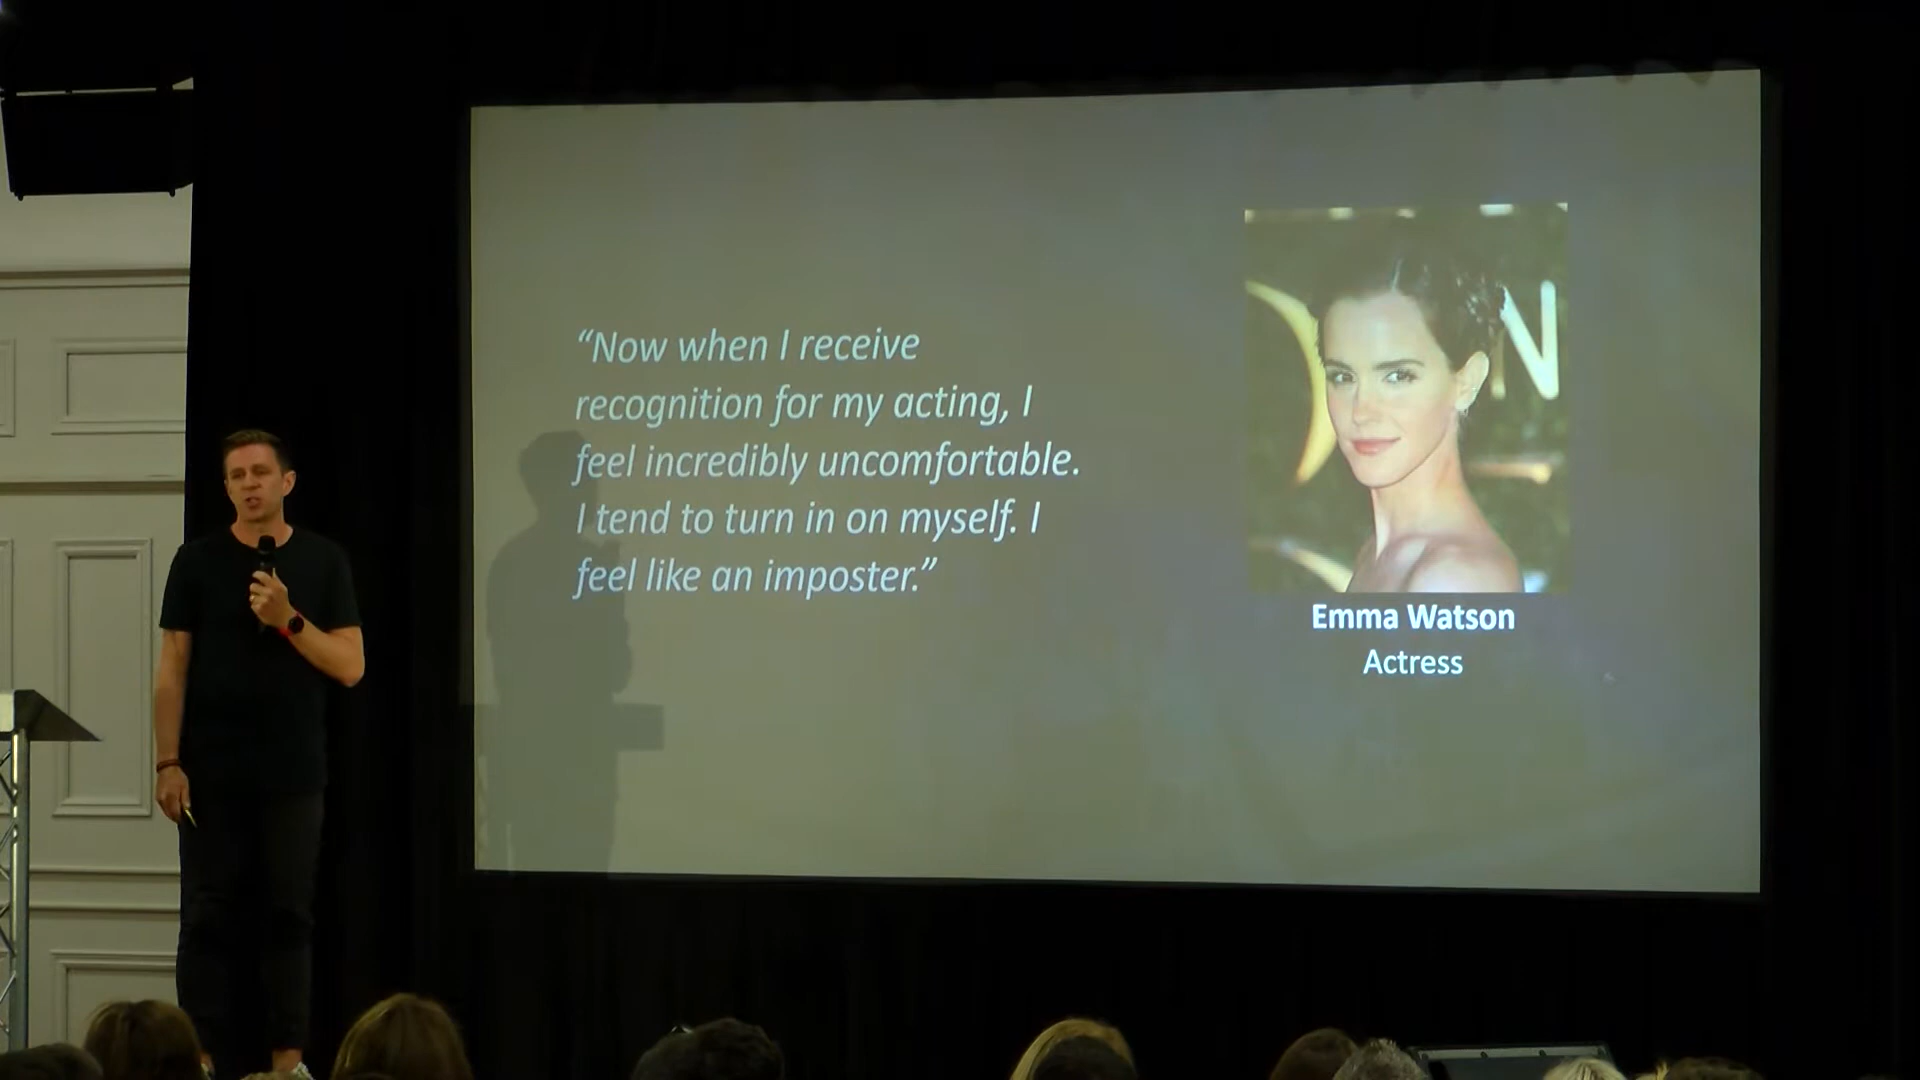 “Now when I receive
recognition for my acting, I
feel incredibly uncomfortable.
I tend to turn in on myself. I
feel like an imposter.”
N
Emma Watson
Actress